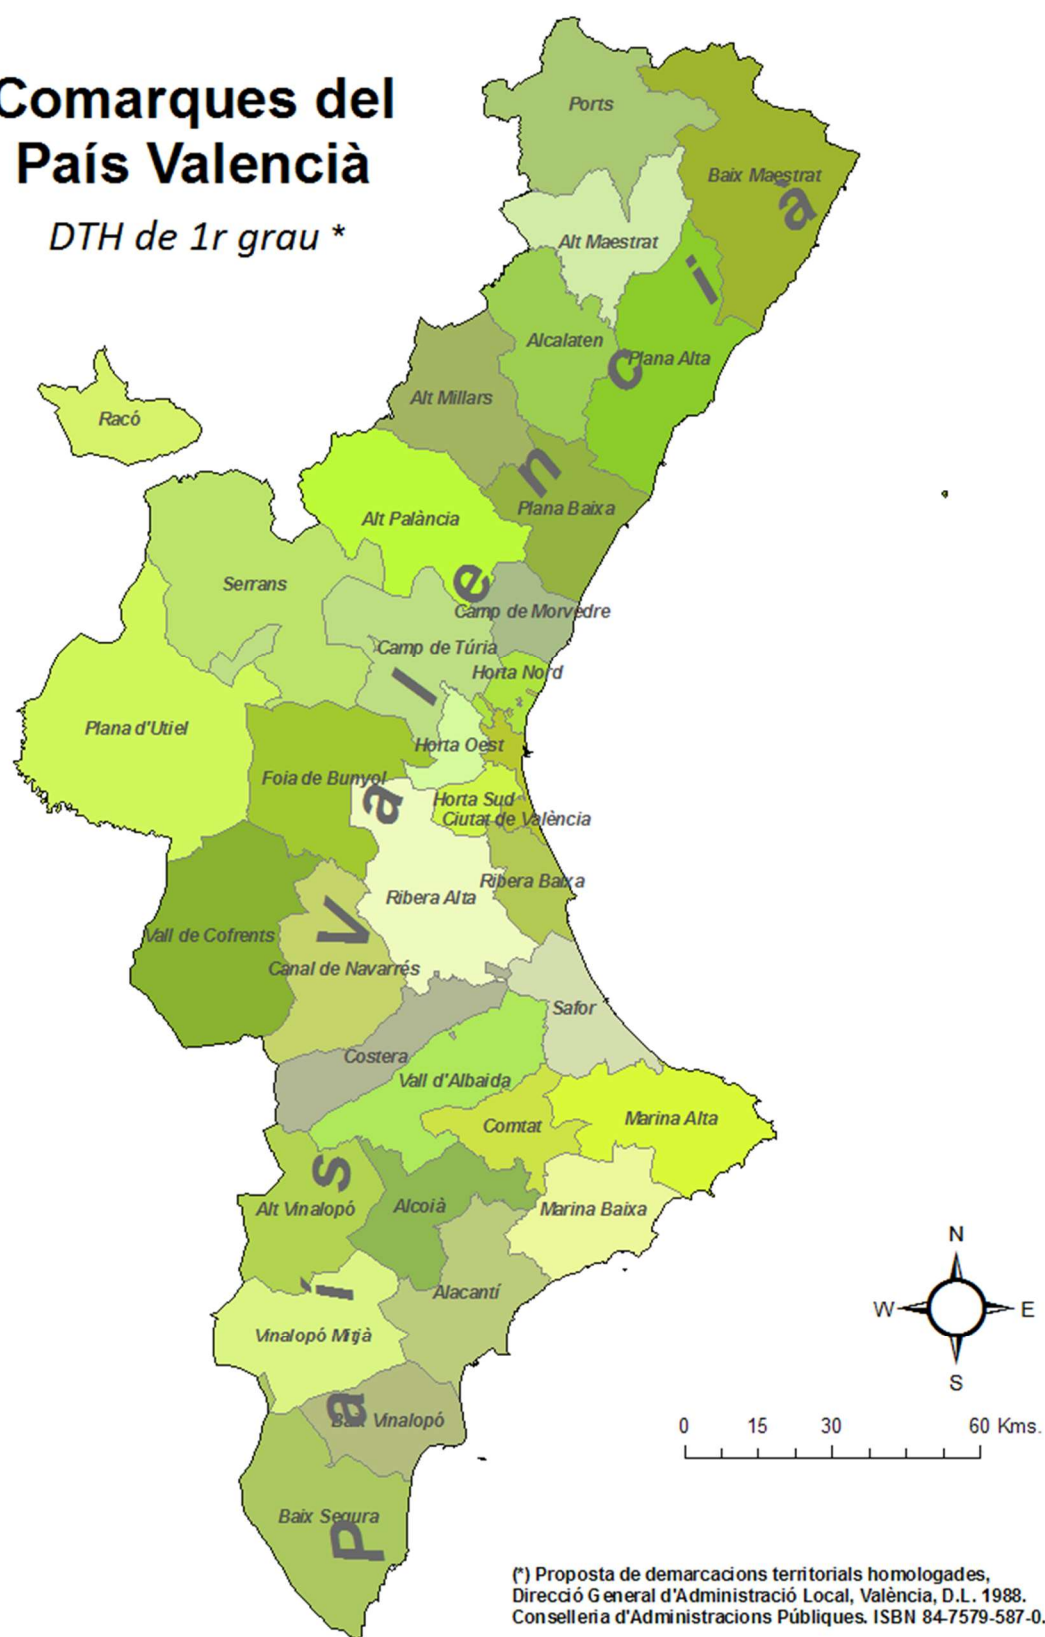 Comarques del
País Valencià
DTH de 1r grau *
Ports
Baix Maestrat
Alt Maestrat
Alcalaten
Plana Alta
Alt Millars
Racó
Plana Baixa
Alt Palància
Serrans
Camp de Morvedre
Camp de Túria
Horta Nord
Plana d'Utiel
Horta Oest
Foia de Bunyol
Horta Sud
Ciutat de València
Ribera Baixa
Ribera Alta
Vall de Cofrents
Canal de Navarrés
Safor
Costera
Vall d'Albaida
Marina Alta
Comtat
Alt Vinalopó
Alcoià
Marina Baixa
Alacantí
Vinalopó Mitjà
Baix Vinalopó
Baix Segura
País Valencià
N
W E
S
0 15 30 60 Kms.
(*) Proposta de demarcacions territorials homologades,
Direcció General d'Administració Local, València, D.L. 1988.
Conselleria d'Administracions Públiques. ISBN 84-7579-587-0.